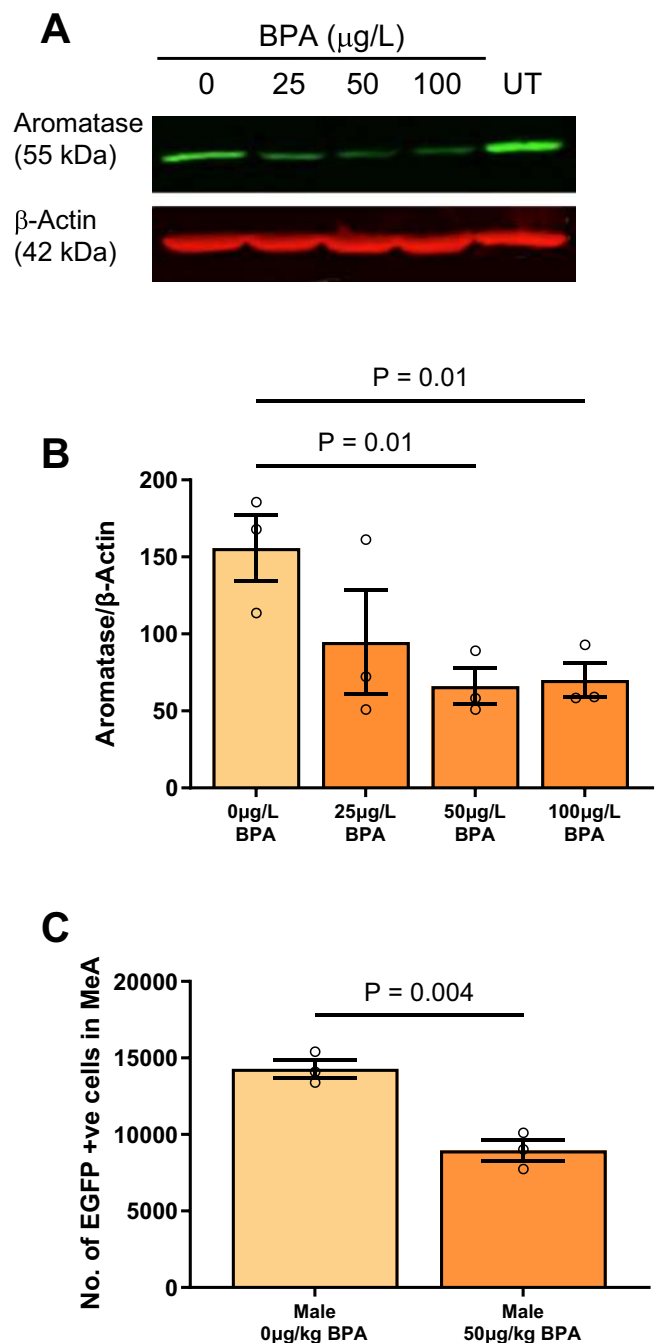 A
BPA (μg/L)
0 25 50 100 UT
Aromatase
(55 kDa)
β-Actin
(42 kDa)
P = 0.01
P = 0.01
B
Aromatase/β-Actin
200
150
100
50
0
0µg/L
BPA
25µg/L
BPA
50µg/L
BPA
100µg/L
BPA
C
No. of EGFP +ve cells in MeA
P = 0.004
20000
15000
10000
5000
0
Male
0µg/kg BPA
Male
50µg/kg BPA